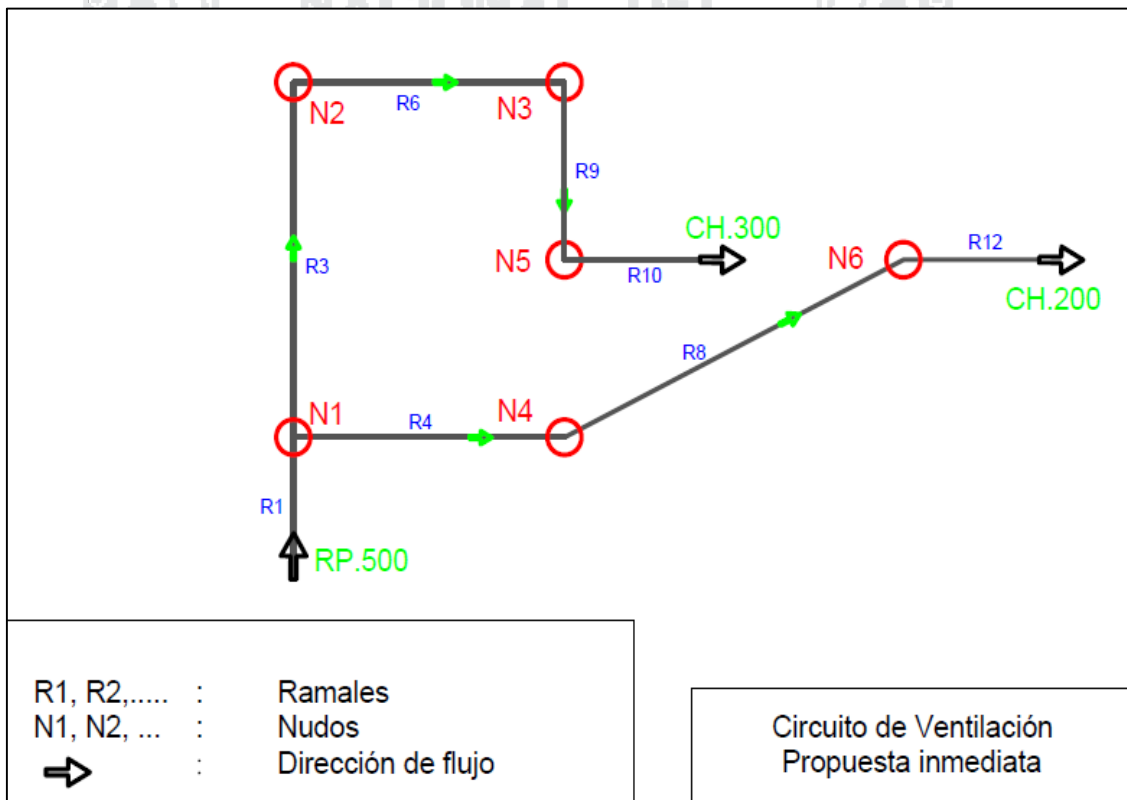 N2
R6
N3
R9
CH.300
R3
N5
R10
N6
R12
CH.200
R8
N1
R4
N4
R1
RP.500
R1, R2,..... : Ramales
N1, N2, ... : Nudos
: Dirección de flujo
Circuito de Ventilación
Propuesta inmediata